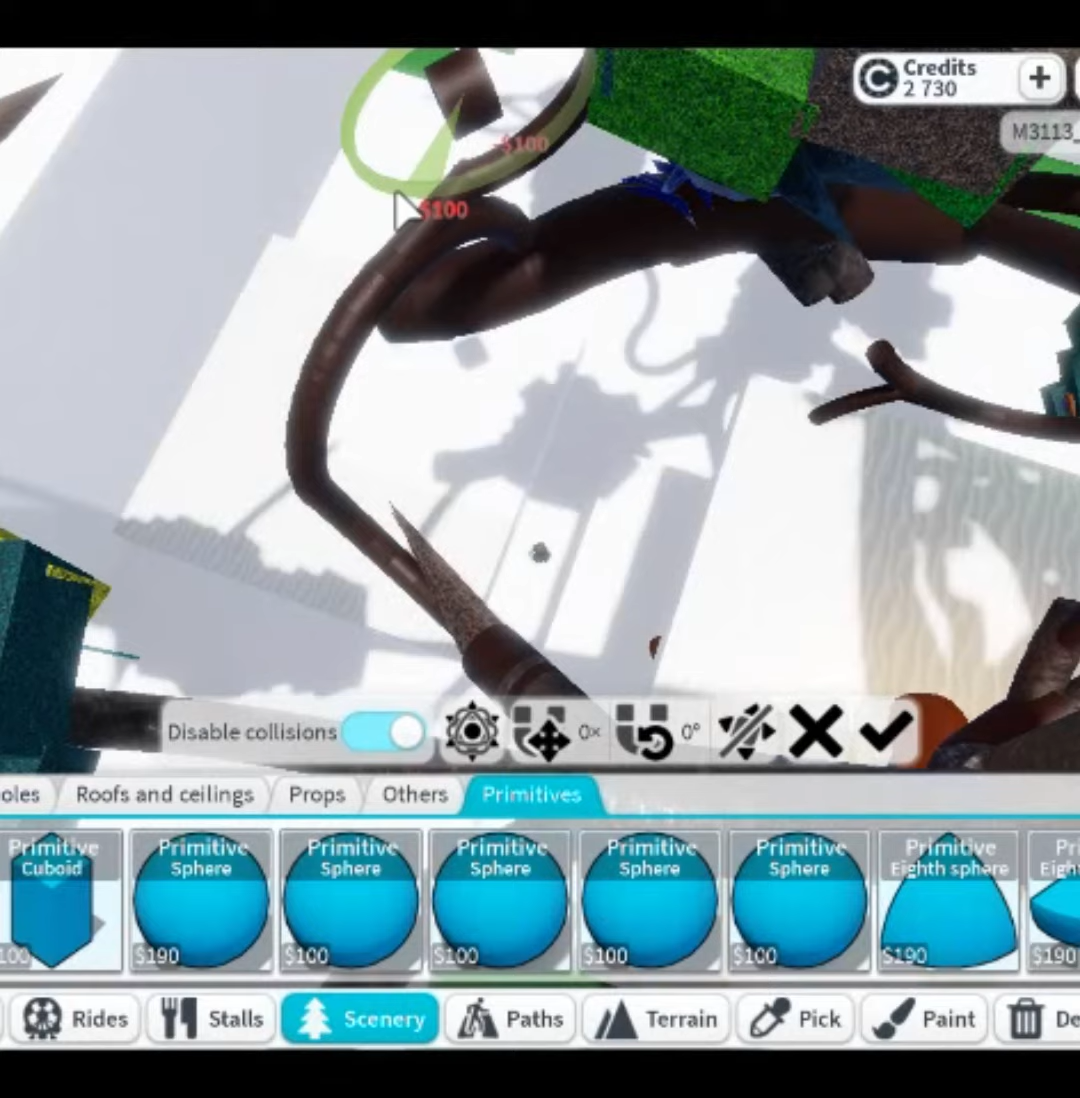 Credits
2 730
M3113_
-$100
-$100
Disable collisions
0×
0°
oles
Roofs and ceilings
Props
Others
Primitives
Primitive
Cuboid
100
Primitive
Sphere
$190
Primitive
Sphere
$100
Primitive
Sphere
$100
Primitive
Sphere
$100
Primitive
Sphere
$100
Primitive
Eighth sphere
$190
Pri
Eight
$190
Rides
Stalls
Scenery
Paths
Terrain
Pick
Paint
De